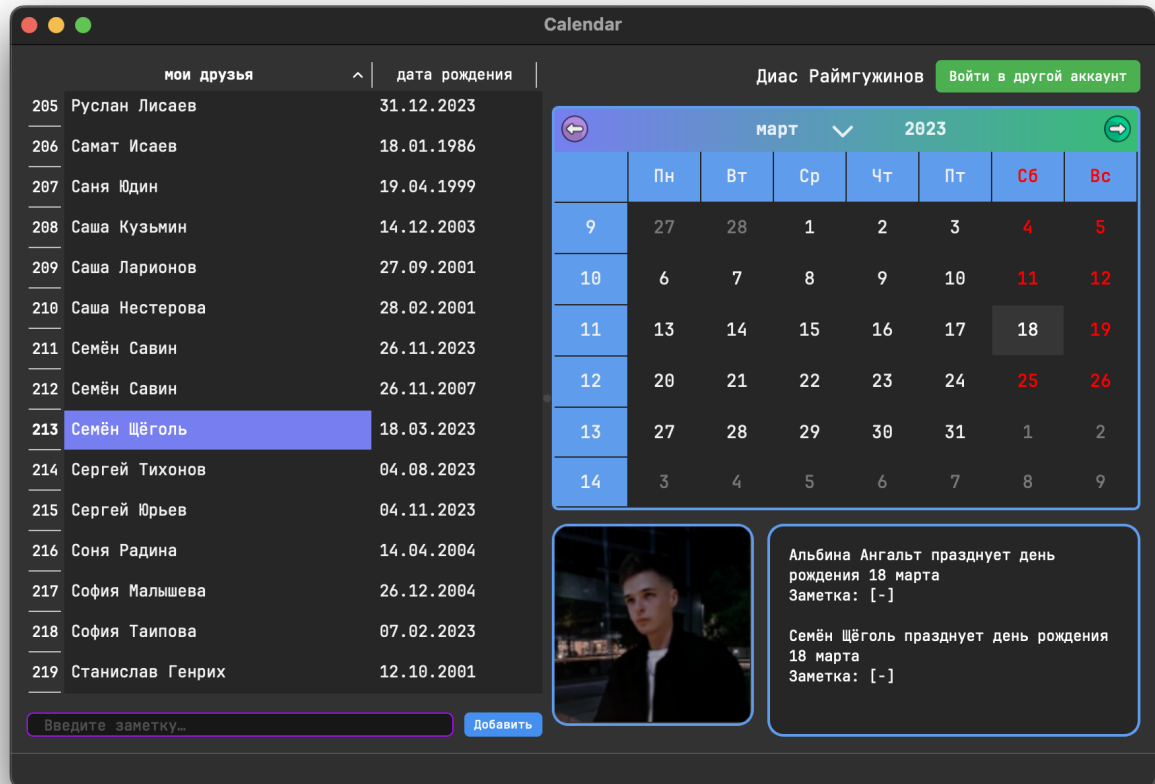 Calendar
мои друзья дата рождения
205 Руслан Лисаев 31.12.2023
206 Самат Исаев 18.01.1986
207 Саня Юдин 19.04.1999
208 Саша Кузьмин 14.12.2003
209 Саша Ларионов 27.09.2001
210 Саша Нестерова 28.02.2001
211 Семён Савин 26.11.2023
212 Семён Савин 26.11.2007
213 Семён Щёголь 18.03.2023
214 Сергей Тихонов 04.08.2023
215 Сергей Юрьев 04.11.2023
216 Соня Радина 14.04.2004
217 София Малышева 26.12.2004
218 София Таипова 07.02.2023
219 Станислав Генрих 12.10.2001
Введите заметку… Добавить
Диас Раймгужинов Войти в другой аккаунт
март 2023
Пн Вт Ср Чт Пт Сб Вс
9 27 28 1 2 3 4 5
10 6 7 8 9 10 11 12
11 13 14 15 16 17 18 19
12 20 21 22 23 24 25 26
13 27 28 29 30 31 1 2
14 3 4 5 6 7 8 9
Альбина Ангальт празднует день
рождения 18 марта
Заметка: [-]
Семён Щёголь празднует день рождения
18 марта
Заметка: [-]